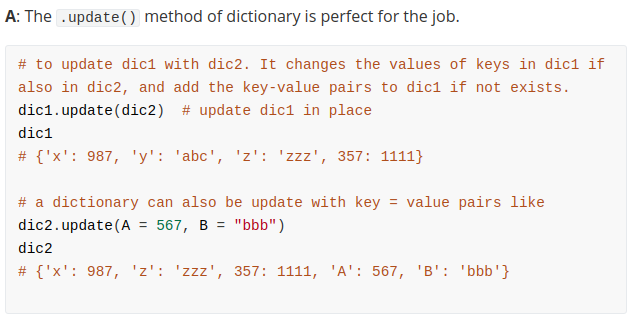 A: The .update() method of dictionary is perfect for the job.
# to update dic1 with dic2. It changes the values of keys in dic1 if
also in dic2, and add the key-value pairs to dic1 if not exists.
dic1.update(dic2)  # update dic1 in place
dic1
# {'x': 987, 'y': 'abc', 'z': 'zzz', 357: 1111}
# a dictionary can also be update with key = value pairs like
dic2.update(A = 567, B = "bbb")
dic2
# {'x': 987, 'z': 'zzz', 357: 1111, 'A': 567, 'B': 'bbb'}